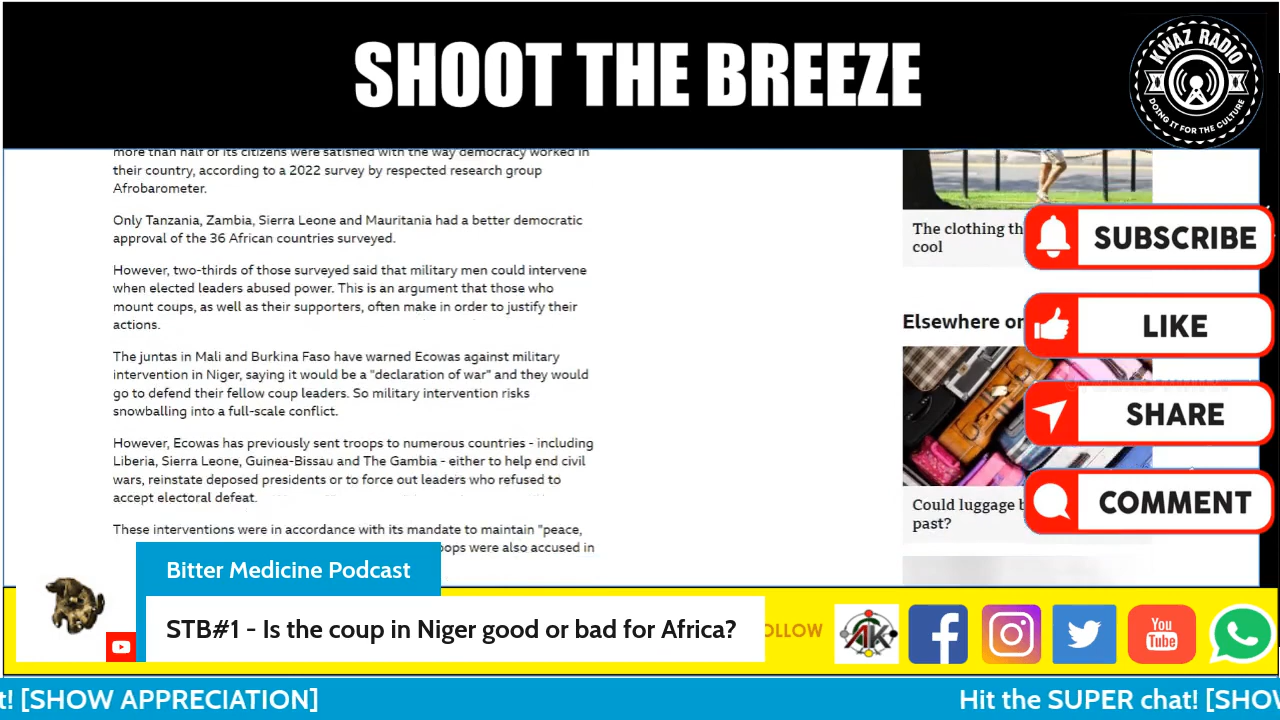 SHOOT THE BREEZE
KWAZ RADIO
DOING IT FOR THE CULTURE
more than half of its citizens were satisfied with the way democracy worked in
their country, according to a 2022 survey by respected research group
Afrobarometer.
Only Tanzania, Zambia, Sierra Leone and Mauritania had a better democratic
approval of the 36 African countries surveyed.
However, two-thirds of those surveyed said that military men could intervene
when elected leaders abused power. This is an argument that those who
mount coups, as well as their supporters, often make in order to justify their
actions.
The juntas in Mali and Burkina Faso have warned Ecowas against military
intervention in Niger, saying it would be a "declaration of war" and they would
go to defend their fellow coup leaders. So military intervention risks
snowballing into a full-scale conflict.
However, Ecowas has previously sent troops to numerous countries - including
Liberia, Sierra Leone, Guinea-Bissau and The Gambia - either to help end civil
wars, reinstate deposed presidents or to force out leaders who refused to
accept electoral defeat.
These interventions were in accordance with its mandate to maintain "peace,
oops were also accused in
The clothing th
cool
Elsewhere on
Could luggage b
past?
SUBSCRIBE
LIKE
SHARE
COMMENT
Bitter Medicine Podcast
STB#1 - Is the coup in Niger good or bad for Africa?
OLLOW
AK
You
Tube
t! [SHOW APPRECIATION]
Hit the SUPER chat! [SHOW